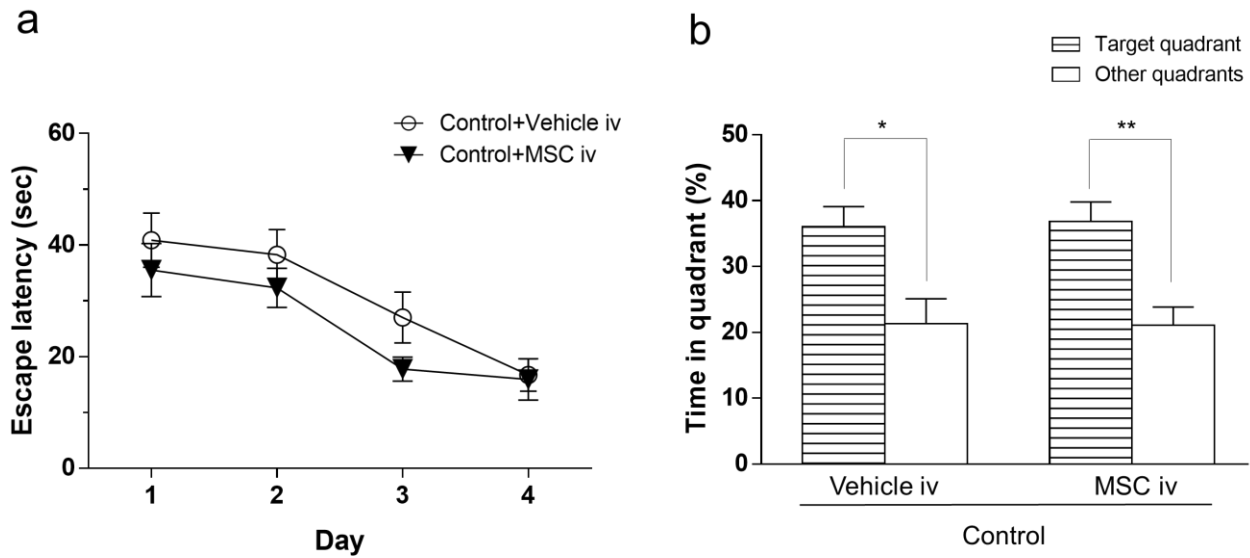 a
Control+Vehicle iv
Control+MSC iv
Escape latency (sec)
60
40
20
0
1 2 3 4
Day
b
Target quadrant
Other quadrants
Time in quadrant (%)
50
40
30
20
10
0
* **
Vehicle iv MSC iv
Control